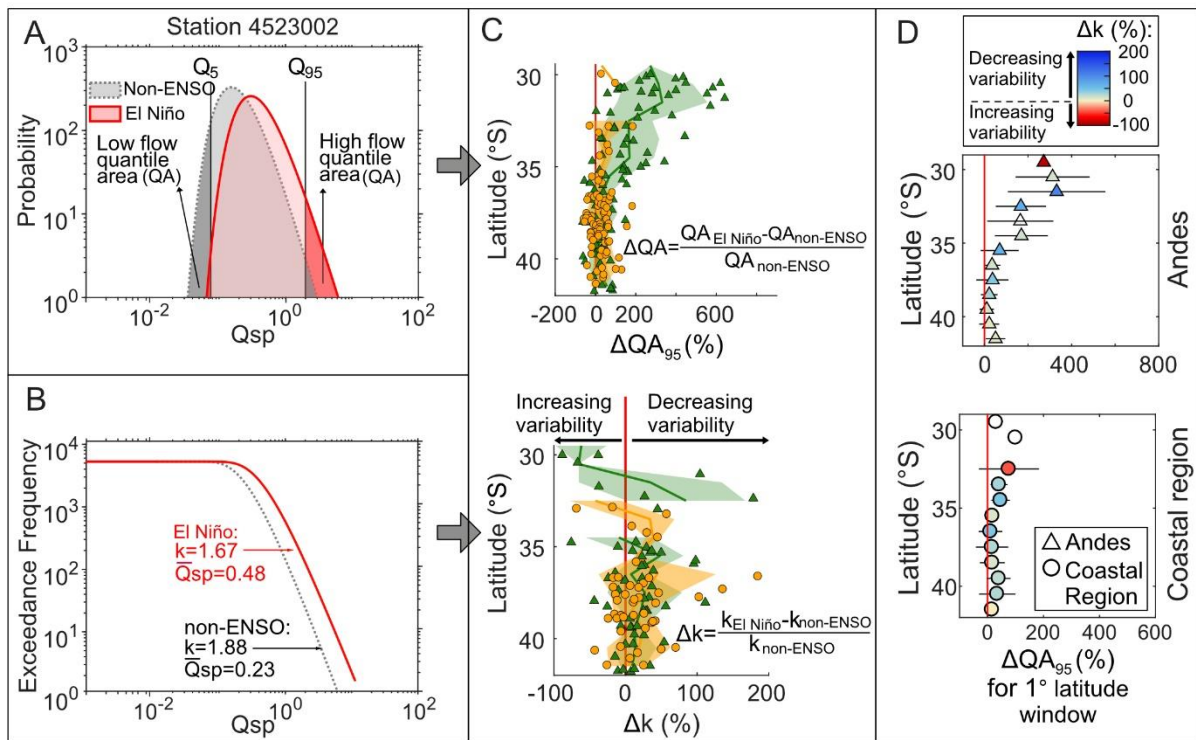 A
Station 4523002
Q5
Q95
Non-ENSO
El Niño
Low flow
quantile
area(QA)
High flow
quantile
area(QA)
Probability
10³
10²
10¹
10⁰
10⁻²
10⁰
10²
Qsp
B
Exceedance Frequency
10⁴
10³
10²
10¹
10⁰
El Niño:
k=1.67
Q̅sp=0.48
non-ENSO:
k=1.88
Q̅sp=0.23
10⁻²
10⁰
10²
Qsp
C
Latitude (°S)
30
35
40
ΔQA=(QA El Niño-QA non-ENSO)/QA non-ENSO
-200
0
200
600
ΔQA95 (%)
Increasing
variability
Decreasing
variability
Latitude (°S)
30
35
40
Δk=(k El Niño-k non-ENSO)/k non-ENSO
-100
0
100
200
Δk (%)
D
Δk (%):
Decreasing
variability
Increasing
variability
200
100
0
-100
Latitude (°S)
30
35
40
Andes
0
400
800
Latitude (°S)
30
35
40
Coastal region
Andes
Coastal
Region
0
200
400
600
ΔQA95 (%)
for 1° latitude
window